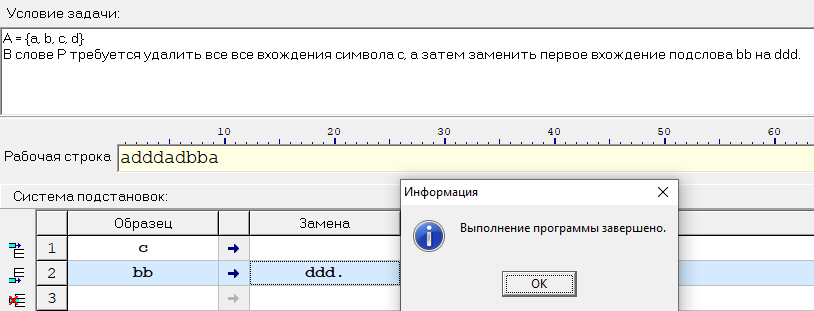 Условие задачи:
A = {a, b, c, d}
В слове P требуется удалить все все вхождения символа c, а затем заменить первое вхождение подслова bb на ddd.
10 20 30 40 50 60
Рабочая строка adddadbba
Система подстановок:
Образец Замена
1 c
2 bb ddd.
3
Информация
Выполнение программы завершено.
OK